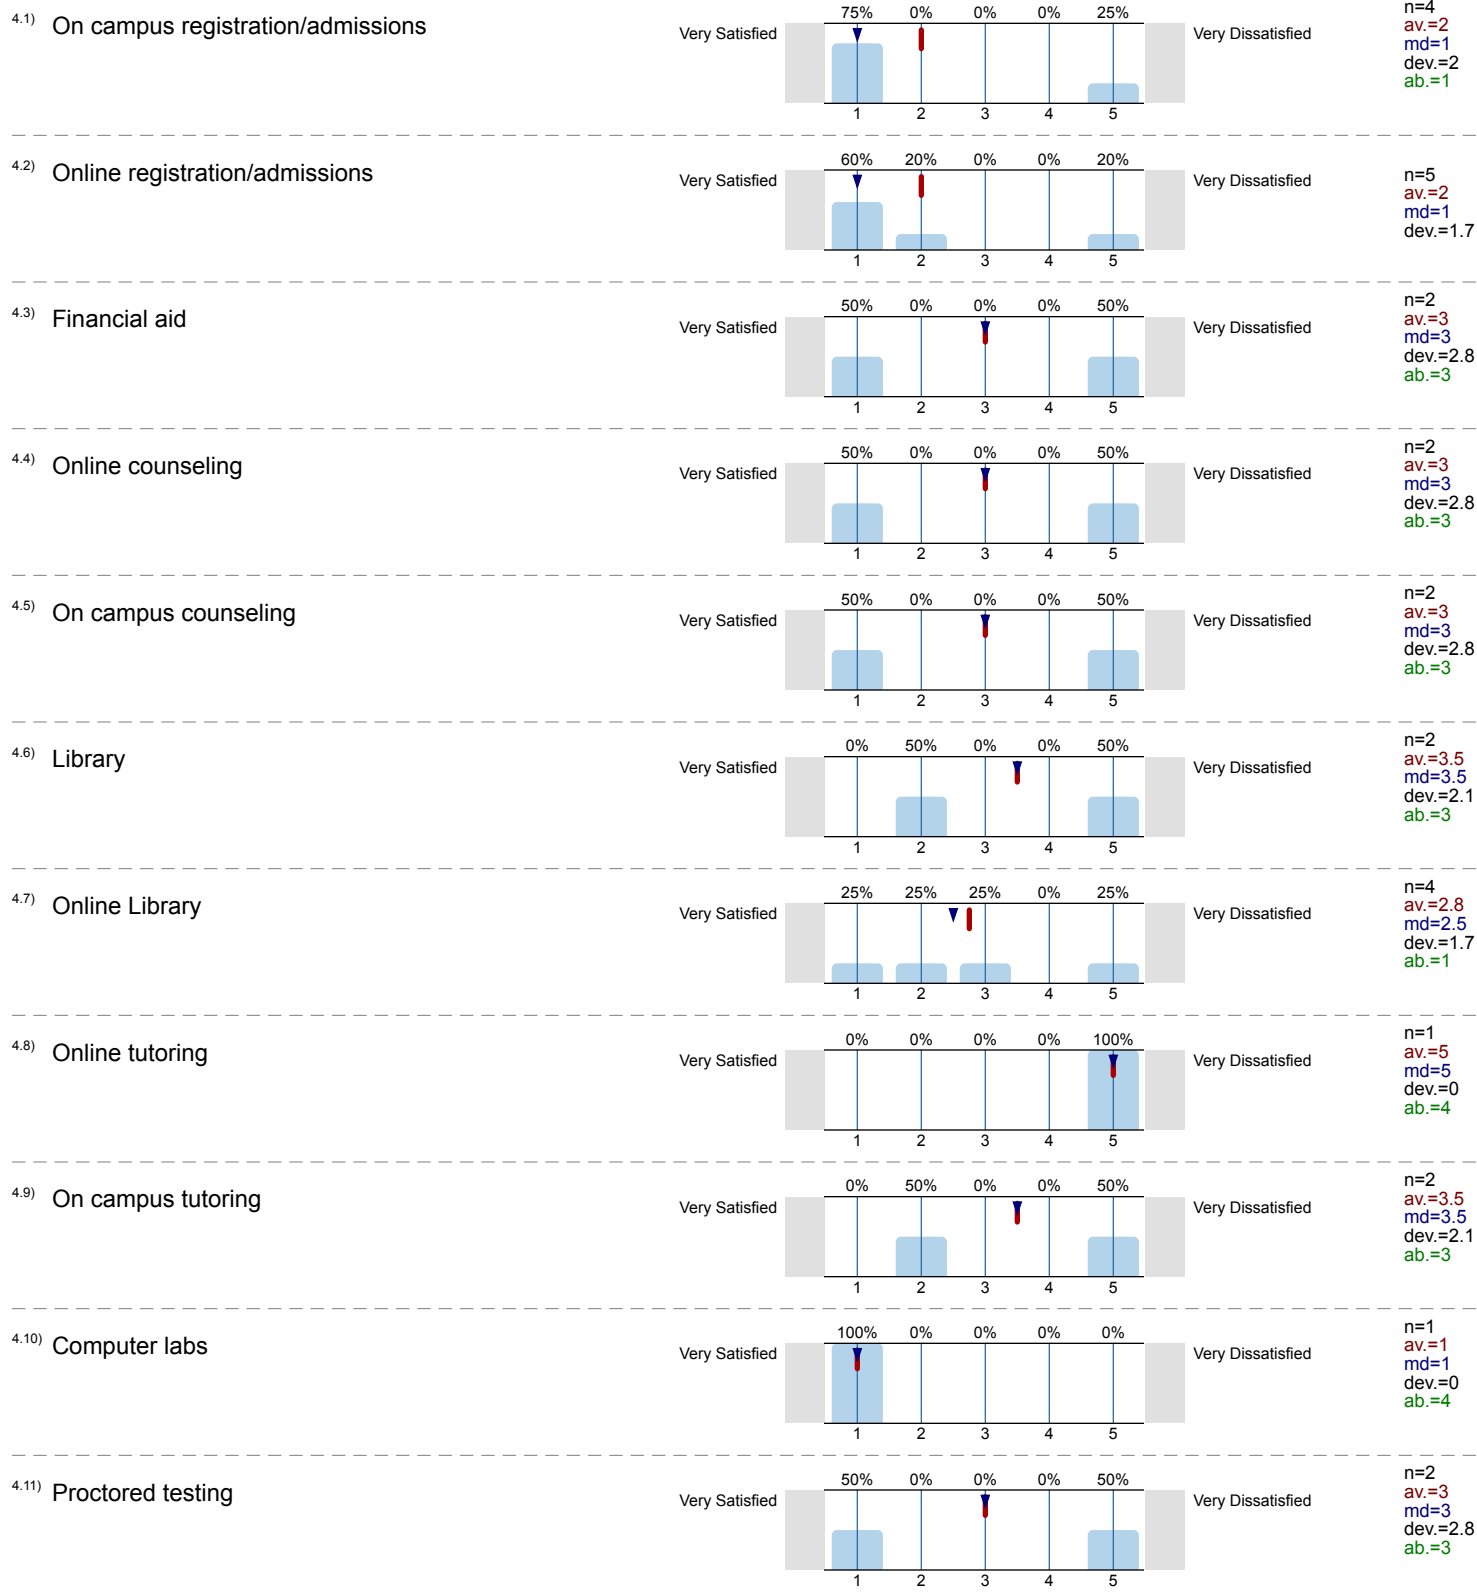 4.1) On campus registration/admissions
75% 0% 0% 0% 25%
Very Satisfied Very Dissatisfied
1 2 3 4 5
n=4
av.=2
md=1
dev.=2
ab.=1
4.2) Online registration/admissions
60% 20% 0% 0% 20%
Very Satisfied Very Dissatisfied
1 2 3 4 5
n=5
av.=2
md=1
dev.=1.7
4.3) Financial aid
50% 0% 0% 0% 50%
Very Satisfied Very Dissatisfied
1 2 3 4 5
n=2
av.=3
md=3
dev.=2.8
ab.=3
4.4) Online counseling
50% 0% 0% 0% 50%
Very Satisfied Very Dissatisfied
1 2 3 4 5
n=2
av.=3
md=3
dev.=2.8
ab.=3
4.5) On campus counseling
50% 0% 0% 0% 50%
Very Satisfied Very Dissatisfied
1 2 3 4 5
n=2
av.=3
md=3
dev.=2.8
ab.=3
4.6) Library
0% 50% 0% 0% 50%
Very Satisfied Very Dissatisfied
1 2 3 4 5
n=2
av.=3.5
md=3.5
dev.=2.1
ab.=3
4.7) Online Library
25% 25% 25% 0% 25%
Very Satisfied Very Dissatisfied
1 2 3 4 5
n=4
av.=2.8
md=2.5
dev.=1.7
ab.=1
4.8) Online tutoring
0% 0% 0% 0% 100%
Very Satisfied Very Dissatisfied
1 2 3 4 5
n=1
av.=5
md=5
dev.=0
ab.=4
4.9) On campus tutoring
0% 50% 0% 0% 50%
Very Satisfied Very Dissatisfied
1 2 3 4 5
n=2
av.=3.5
md=3.5
dev.=2.1
ab.=3
4.10) Computer labs
100% 0% 0% 0% 0%
Very Satisfied Very Dissatisfied
1 2 3 4 5
n=1
av.=1
md=1
dev.=0
ab.=4
4.11) Proctored testing
50% 0% 0% 0% 50%
Very Satisfied Very Dissatisfied
1 2 3 4 5
n=2
av.=3
md=3
dev.=2.8
ab.=3